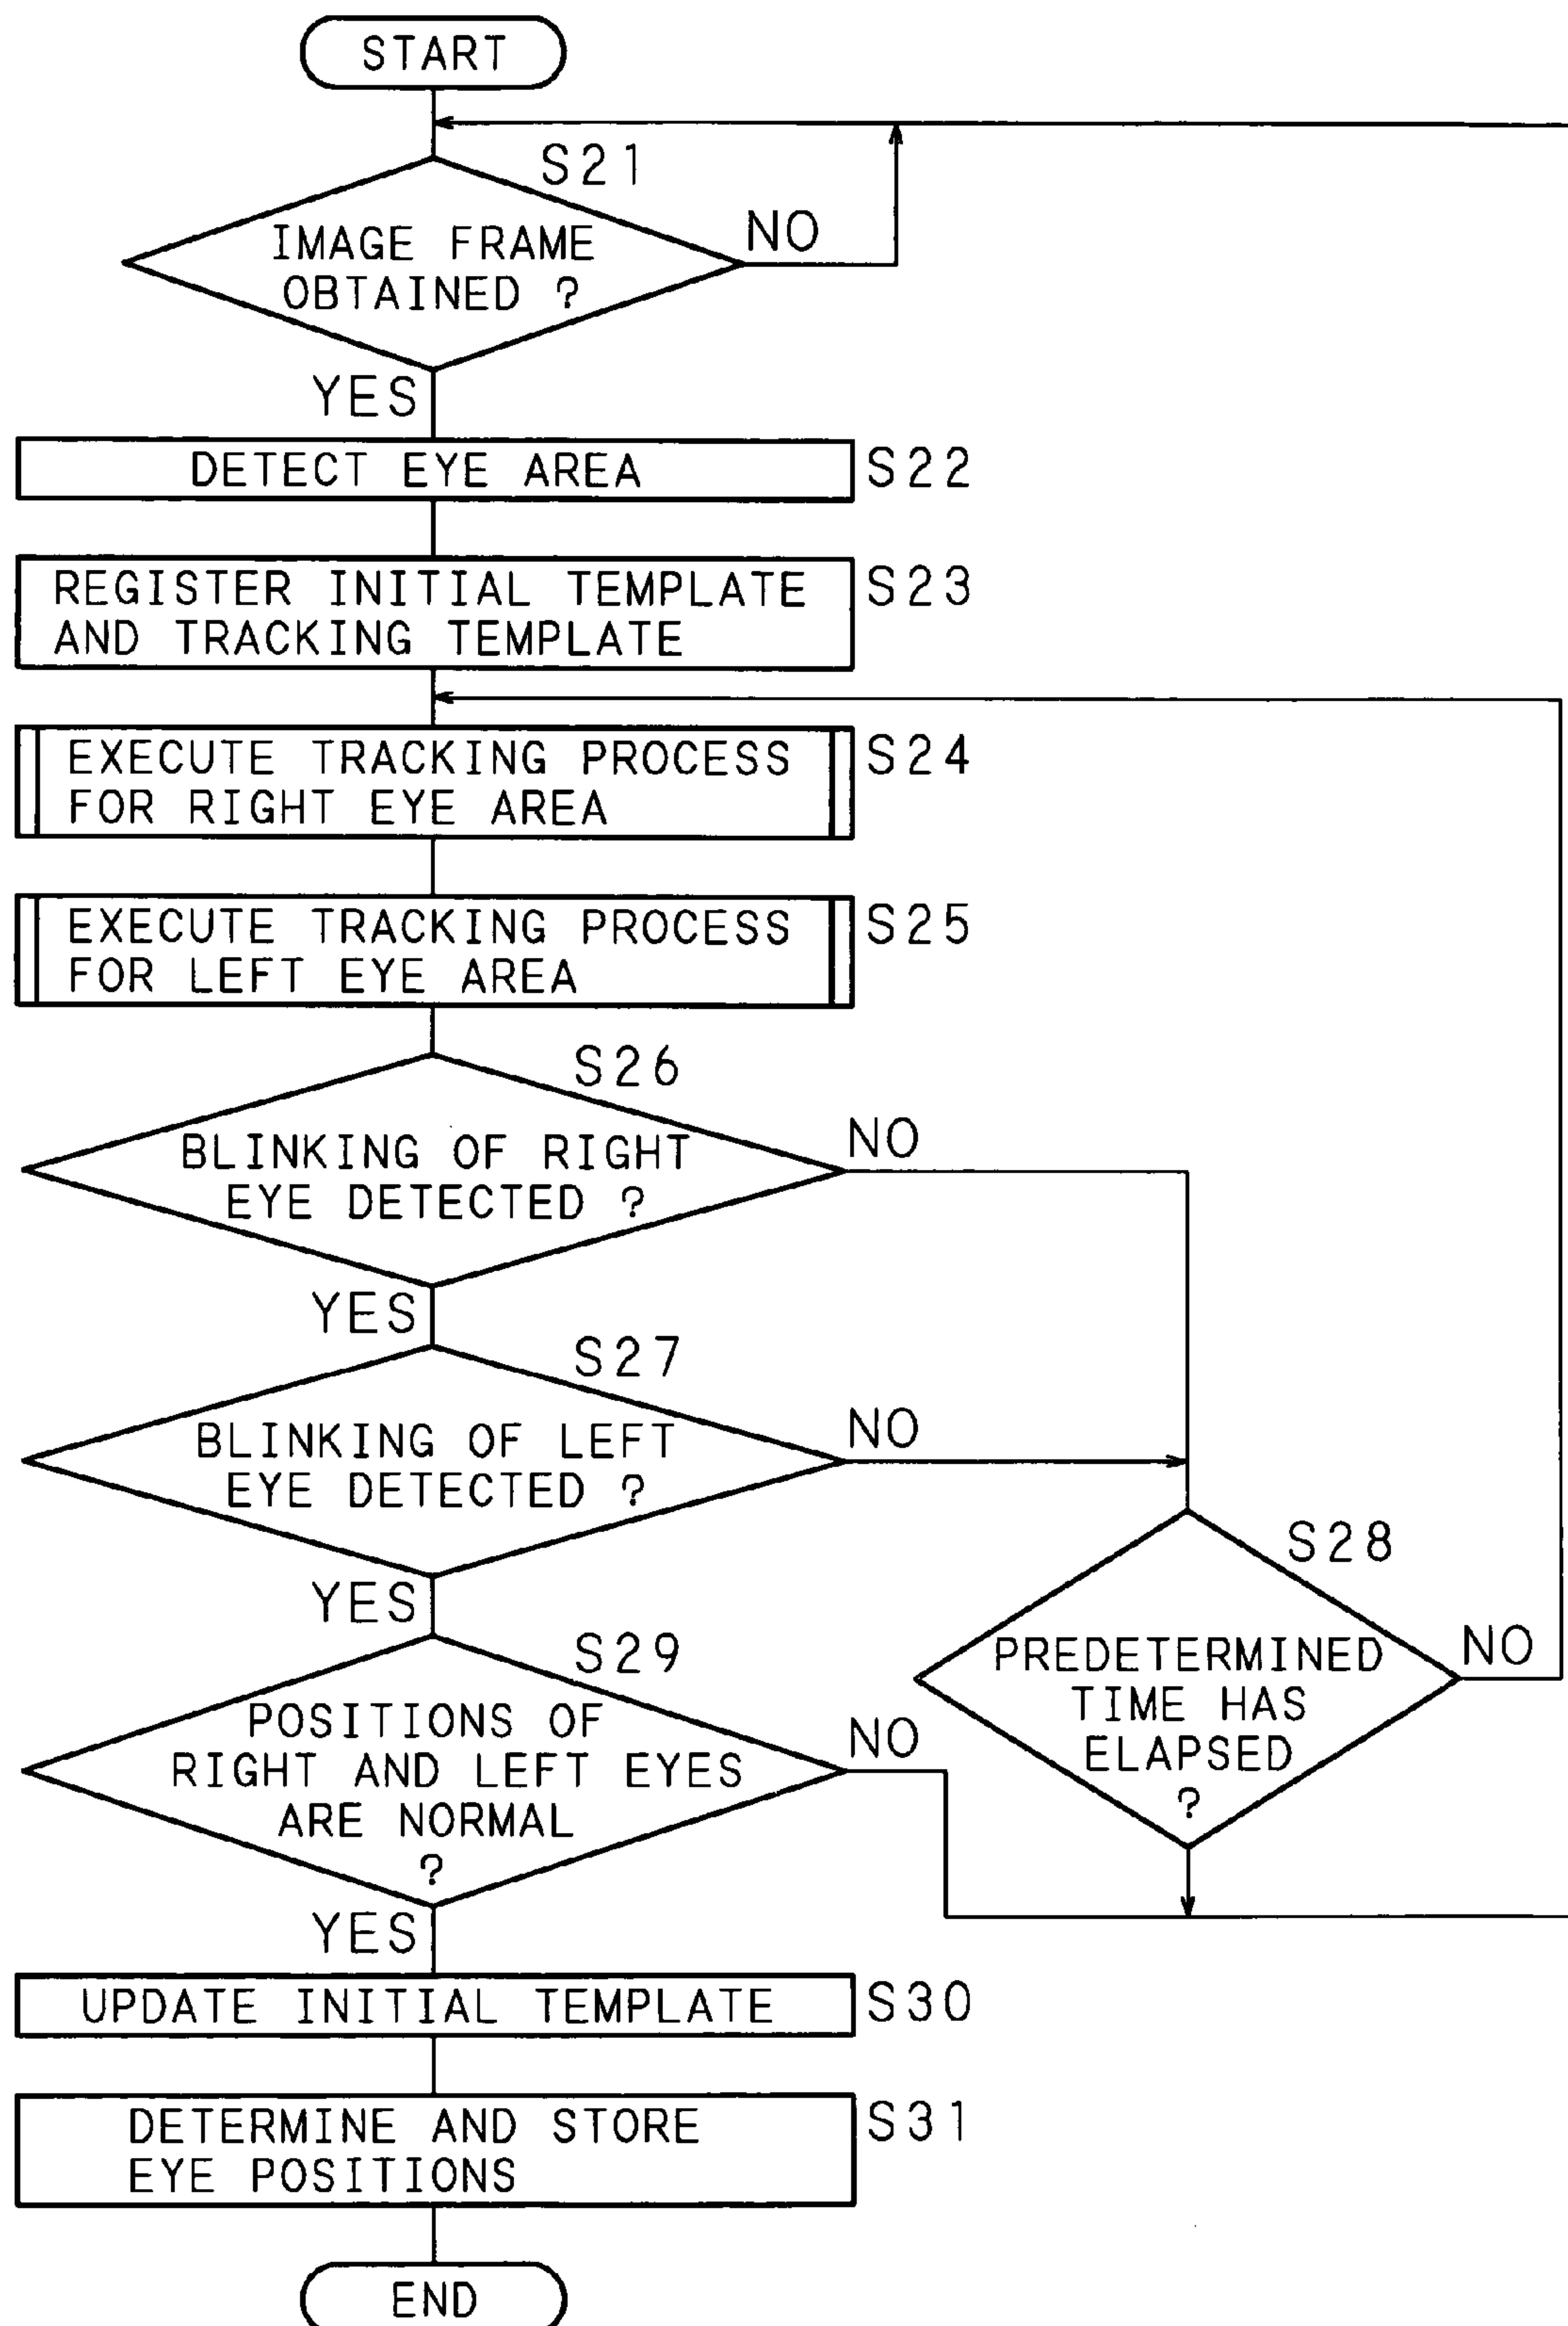 START
S21
IMAGE FRAME
OBTAINED ?
NO
YES
DETECT EYE AREA
S22
REGISTER INITIAL TEMPLATE
AND TRACKING TEMPLATE
S23
EXECUTE TRACKING PROCESS
FOR RIGHT EYE AREA
S24
EXECUTE TRACKING PROCESS
FOR LEFT EYE AREA
S25
S26
BLINKING OF RIGHT
EYE DETECTED ?
NO
YES
S27
BLINKING OF LEFT
EYE DETECTED ?
NO
YES
S28
PREDETERMINED
TIME HAS
ELAPSED
?
NO
S29
POSITIONS OF
RIGHT AND LEFT EYES
ARE NORMAL
?
NO
YES
UPDATE INITIAL TEMPLATE
S30
DETERMINE AND STORE
EYE POSITIONS
S31
END